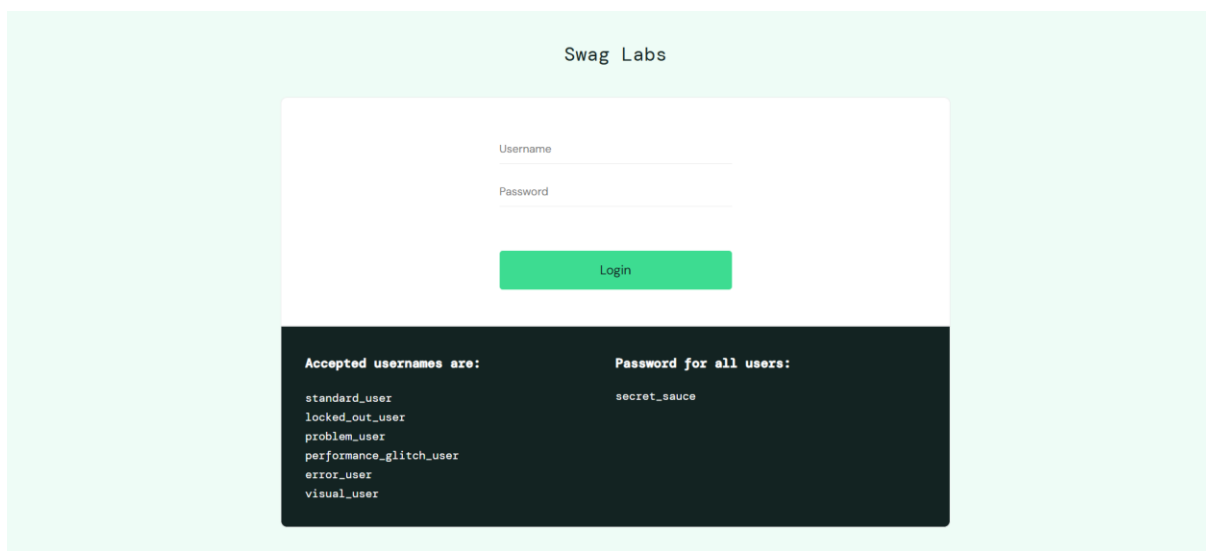 Swag Labs
Username
Password
Login
Accepted usernames are:
standard_user
locked_out_user
problem_user
performance_glitch_user
error_user
visual_user
Password for all users:
secret_sauce